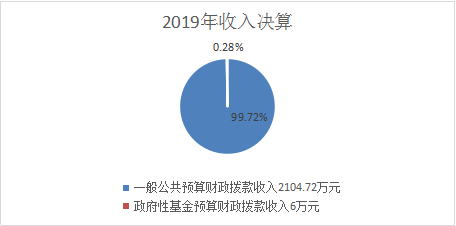 2019年收入决算
0.28%
99.72%
一般公共预算财政拨款收入2104.72万元
政府性基金预算财政拨款收入6万元